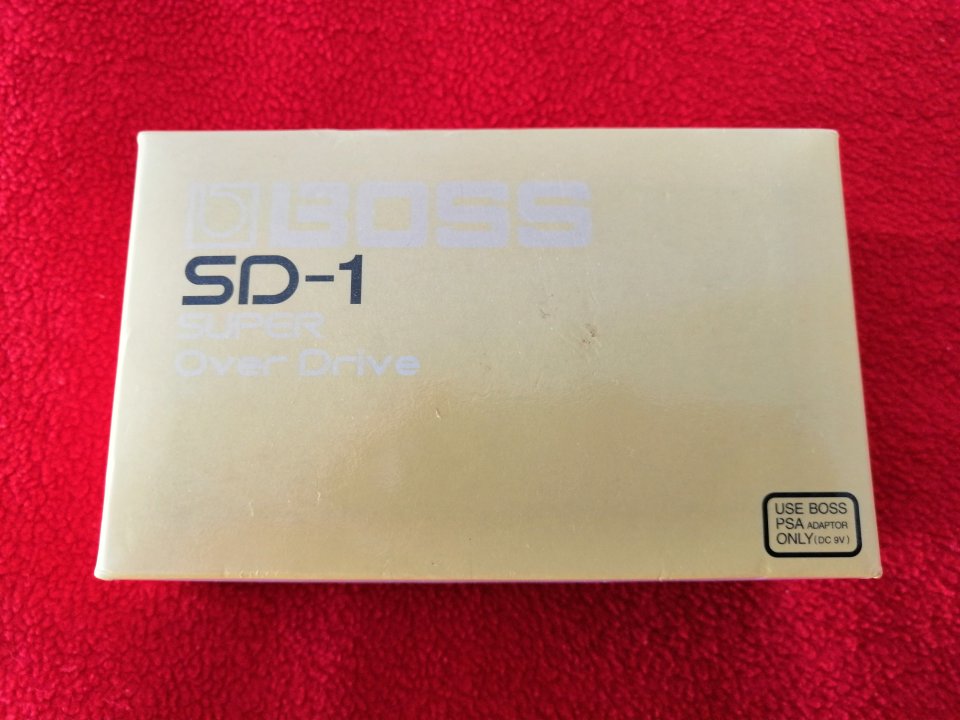 BOSS
SD-1
SUPER
Over Drive
USE BOSS
PSA ADAPTOR
ONLY (DC 9V)